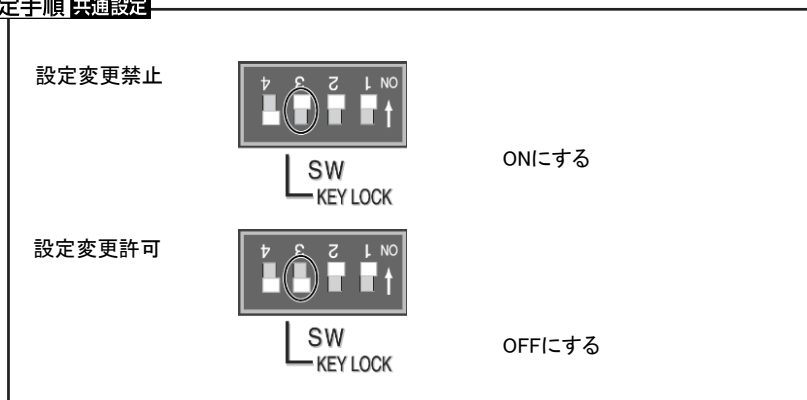 定手順 共通設定
設定変更禁止
4 3 2 1 ON
SW
KEY LOCK
ONにする
設定変更許可
4 3 2 1 ON
SW
KEY LOCK
OFFにする